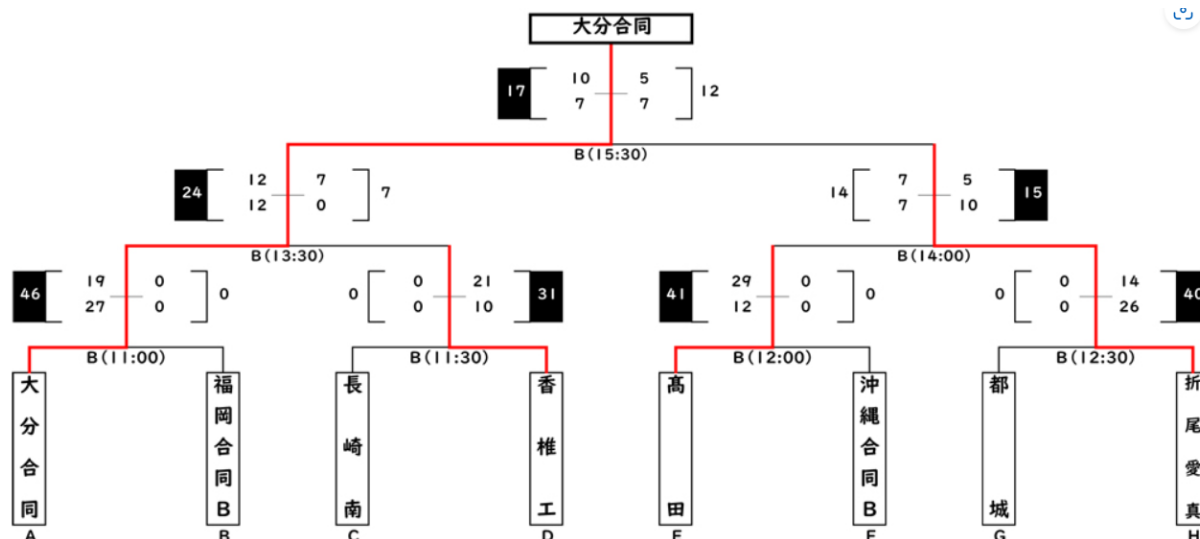 大分合同
17 10 5 12
7 7
B(15:30)
24 12 7 7
12 0
14 7 5 15
7 10
B(13:30)
B(14:00)
46 19 0 0
27 0
0 0 21 31
0 10
41 29 0 0
12 0
0 0 14 40
0 26
B(11:00)
B(11:30)
B(12:00)
B(12:30)
大分合同
福岡合同B
長崎南
香椎工
髙田
沖縄合同B
都城
折尾愛真
A B C D E F G H